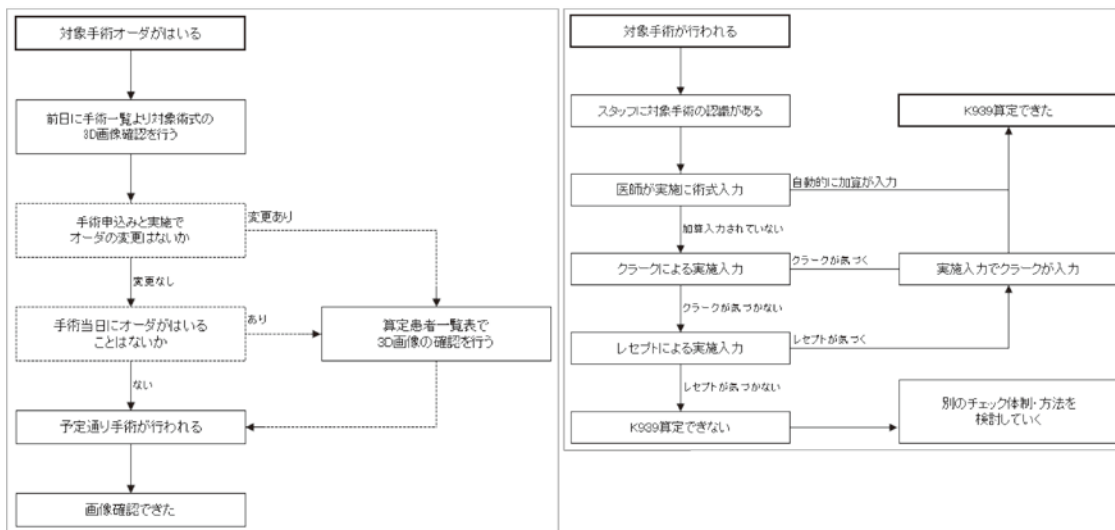 対象手術オーダがはいる
前日に手術一覧より対象術式の
3D画像確認を行う
手術申込みと実施で
オーダの変更はないか
変更あり
変更なし
手術当日にオーダがはいる
ことはないか
あり
算定患者一覧表で
3D画像の確認を行う
ない
予定通り手術が行われる
画像確認できた
対象手術が行われる
スタッフに対象手術の認識がある
K939算定できた
医師が実施に術式入力
自動的に加算が入力
加算入力されていない
クラークによる実施入力
クラークが気づく
実施入力でクラークが入力
クラークが気づかない
レセプトによる実施入力
レセプトが気づく
レセプトが気づかない
K939算定できない
別のチェック体制・方法を
検討していく